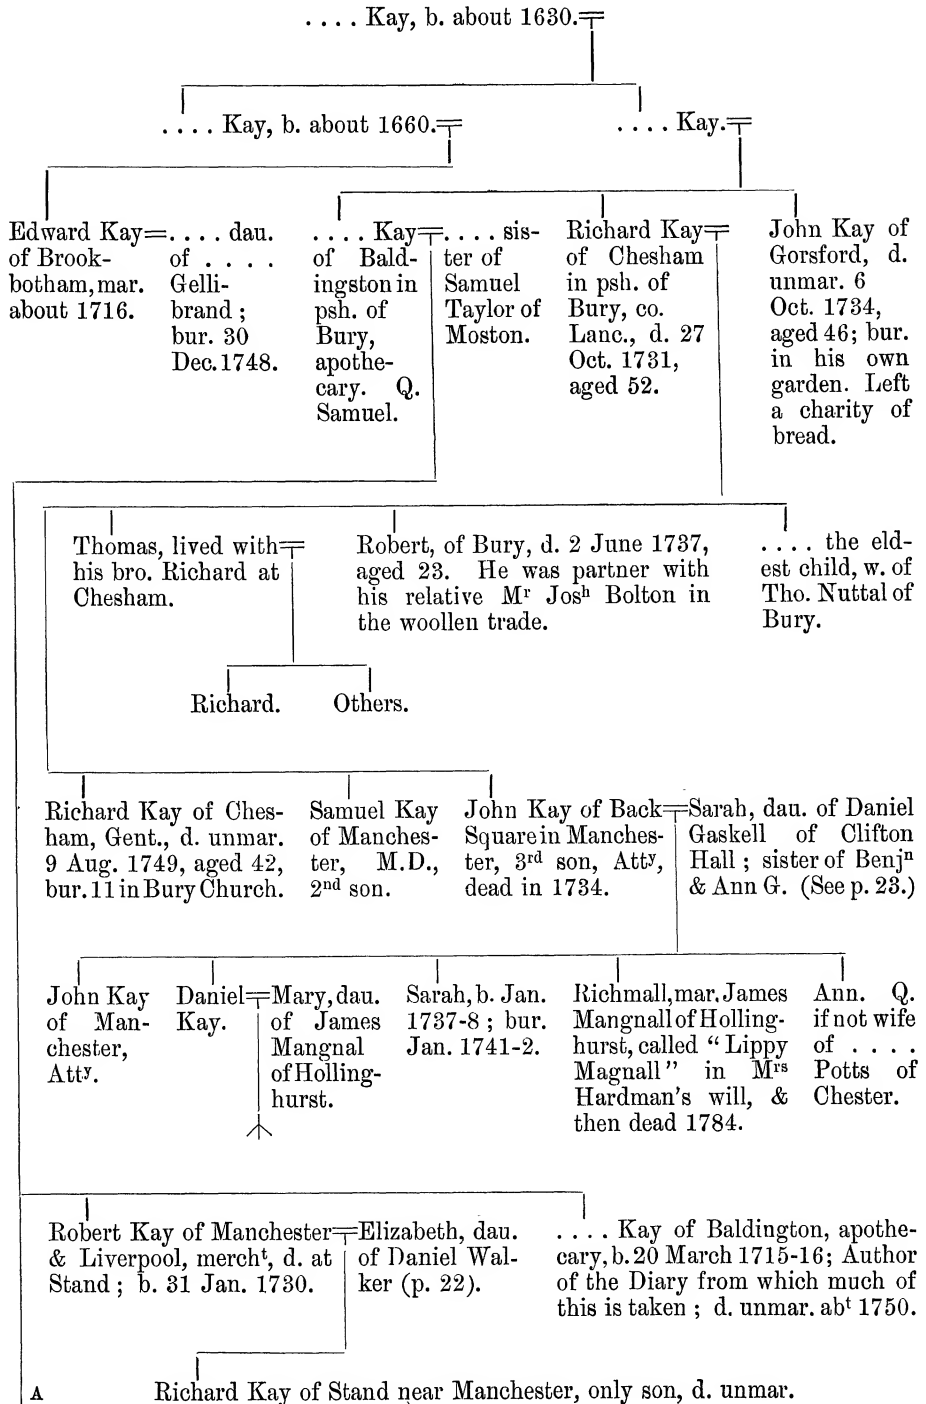 .... Kay, b. about 1630.
.... Kay, b. about 1660.
.... Kay.
Edward Kay=
of Brook-
botham, mar.
about 1716.
.... dau.
of ....
Gelli-
brand ;
bur. 30
Dec. 1748.
.... Kay
of Bald-
ingston in
psh. of
Bury,
apothe-
cary. Q.
Samuel.
.... sis-
ter of
Samuel
Taylor of
Moston.
Richard Kay
of Chesham
in psh. of
Bury, co.
Lanc., d. 27
Oct. 1731,
aged 52.
John Kay of
Gorsford, d.
unmar. 6
Oct. 1734,
aged 46; bur.
in his own
garden. Left
a charity of
bread.
Thomas, lived with
his bro. Richard at
Chesham.
Robert, of Bury, d. 2 June 1737,
aged 23. He was partner with
his relative Mʳ Josʰ Bolton in
the woollen trade.
.... the eld-
est child, w. of
Tho. Nuttal of
Bury.
Richard.
Others.
Richard Kay of Ches-
ham, Gent., d. unmar.
9 Aug. 1749, aged 42,
bur. 11 in Bury Church.
Samuel Kay
of Manches-
ter, M.D.,
2ⁿᵈ son.
John Kay of Back
Square in Manches-
ter, 3ʳᵈ son, Attʸ,
dead in 1734.
Sarah, dau. of Daniel
Gaskell of Clifton
Hall ; sister of Benjⁿ
& Ann G. (See p. 23.)
John Kay
of Man-
chester,
Attʸ.
Daniel
Kay.
Mary, dau.
of James
Mangnal
of Holling-
hurst.
Sarah, b. Jan.
1737-8 ; bur.
Jan. 1741-2.
Richmall, mar. James
Mangnall of Holling-
hurst, called “ Lippy
Magnall ” in Mʳˢ
Hardman's will, &
then dead 1784.
Ann. Q.
if not wife
of ....
Potts of
Chester.
Robert Kay of Manchester
& Liverpool, merchᵗ, d. at
Stand ; b. 31 Jan. 1730.
Elizabeth, dau.
of Daniel Wal-
ker (p. 22).
.... Kay of Baldington, apothe-
cary, b. 20 March 1715-16; Author
of the Diary from which much of
this is taken ; d. unmar. abᵗ 1750.
A
Richard Kay of Stand near Manchester, only son, d. unmar.